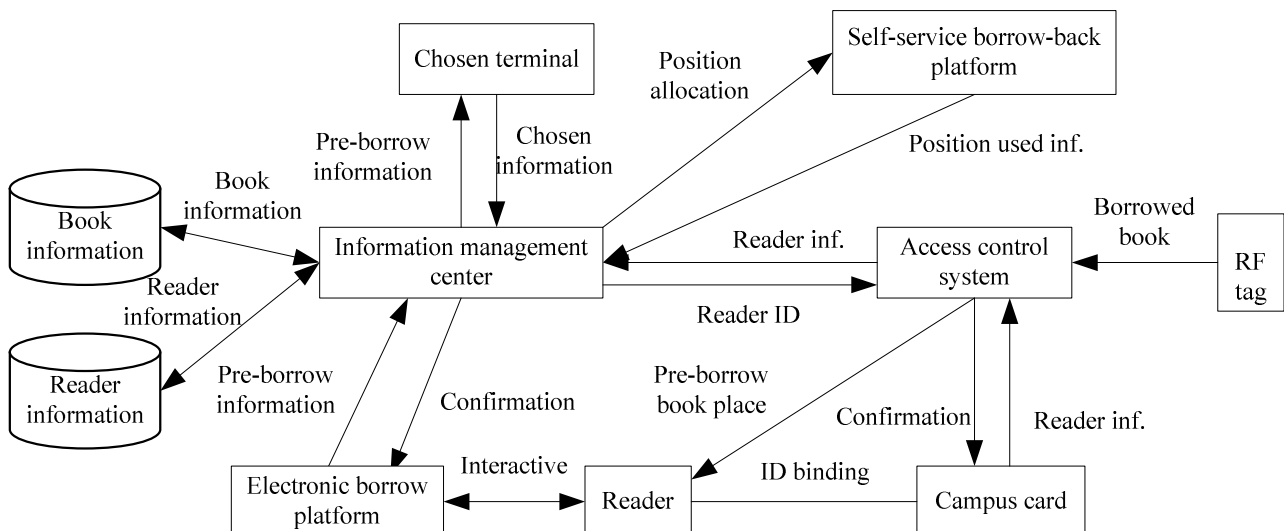 Chosen terminal
Self-service borrow-back
platform
Position
allocation
Pre-borrow
information
Chosen
information
Position used inf.
Book
information
Book
information
Information management
center
Reader inf.
Access control
system
Borrowed
book
RF
tag
Reader
information
Reader ID
Reader
information
Pre-borrow
information
Confirmation
Pre-borrow
book place
Confirmation
Reader inf.
Electronic borrow
platform
Interactive
Reader
ID binding
Campus card